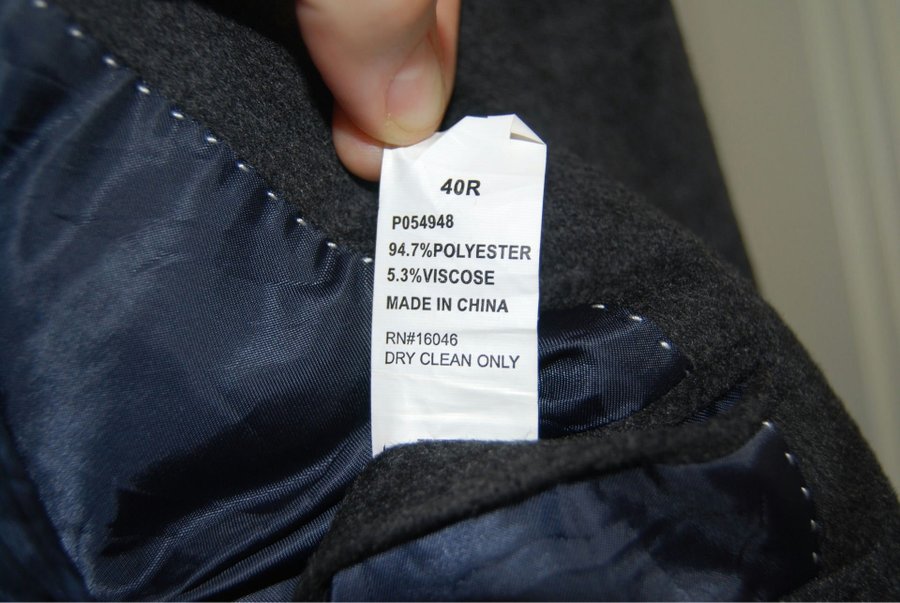 40R
P054948
94.7%POLYESTER
5.3%VISCOSE
MADE IN CHINA
RN#16046
DRY CLEAN ONLY